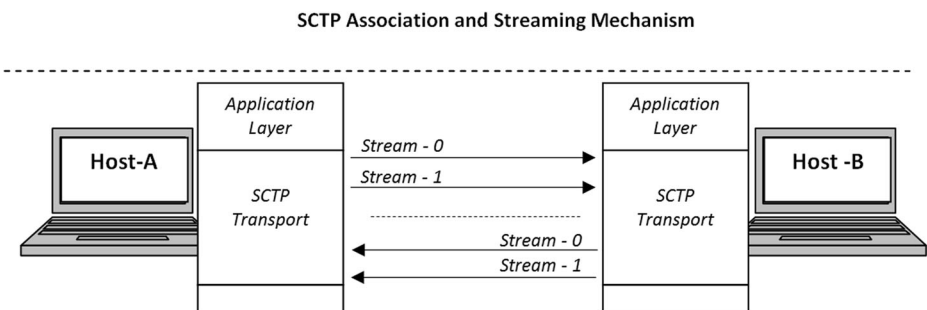 SCTP Association and Streaming Mechanism
Application
Layer
Application
Layer
Host-A
Stream - 0
Stream - 1
Host -B
SCTP
Transport
SCTP
Transport
Stream - 0
Stream - 1